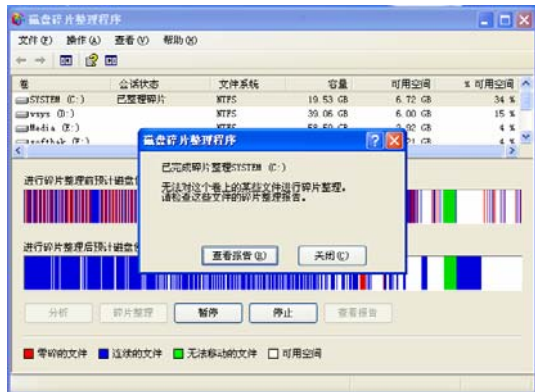 磁盘碎片整理程序
文件(F) 操作(A) 查看(V) 帮助(H)
卷 会话状态 文件系统 容量 可用空间 % 可用空间
SYSTEM (C:) 已整理碎片 NTFS 19.53 GB 6.72 GB 34 %
(D:) NTFS 39.06 GB 6.00 GB 15 %
Media (E:) 4 %
4 %
磁盘碎片整理程序
已完成碎片整理SYSTEM (C:)
无法对这个卷上的某些文件进行碎片整理。
请检查这些文件的碎片整理报告。
查看报告(R) 关闭(C)
进行碎片整理前预计磁盘
进行碎片整理后预计磁盘
分析 碎片整理 暂停 停止 查看报告
零碎的文件 连续的文件 无法移动的文件 可用空间